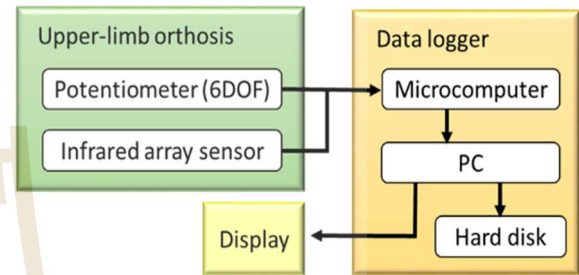 Upper-limb orthosis
Potentiometer (6DOF)
Infrared array sensor
Data logger
Microcomputer
PC
Hard disk
Display